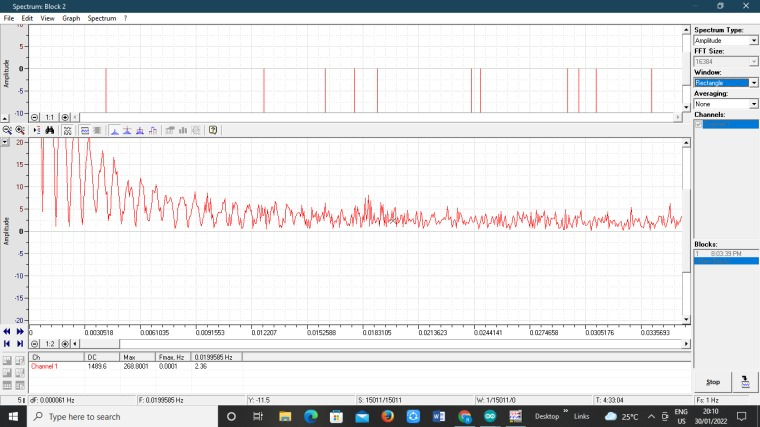 Spectrum: Block 2
File Edit View Graph Spectrum ?
Spectrum Type:
Amplitude
FFT Size:
16384
Window:
Rectangle
Averaging:
None
Channels:
Blocks:
1 8:03:39 PM
Stop
Amplitude
10
5
0
-5
-10
1:1
Amplitude
20
15
10
5
0
-5
-10
-15
-20
0 0.0030518 0.0061035 0.0091553 0.012207 0.0152588 0.0183105 0.0213623 0.0244141 0.0274658 0.0305176 0.0335693
1:2
Ch DC Max Fmax, Hz 0.0199585 Hz
Channel 1 1489.6 268.8001 0.0001 2.36
dF: 0.000061 Hz F: 0.0199585 Hz Y: -11.5 S: 15011/15011 W: 1/15011/0 T: 4:33:04 Fs: 1 Hz
Type here to search
Desktop
Links
25°C
ENG
US
20:10
30/01/2022